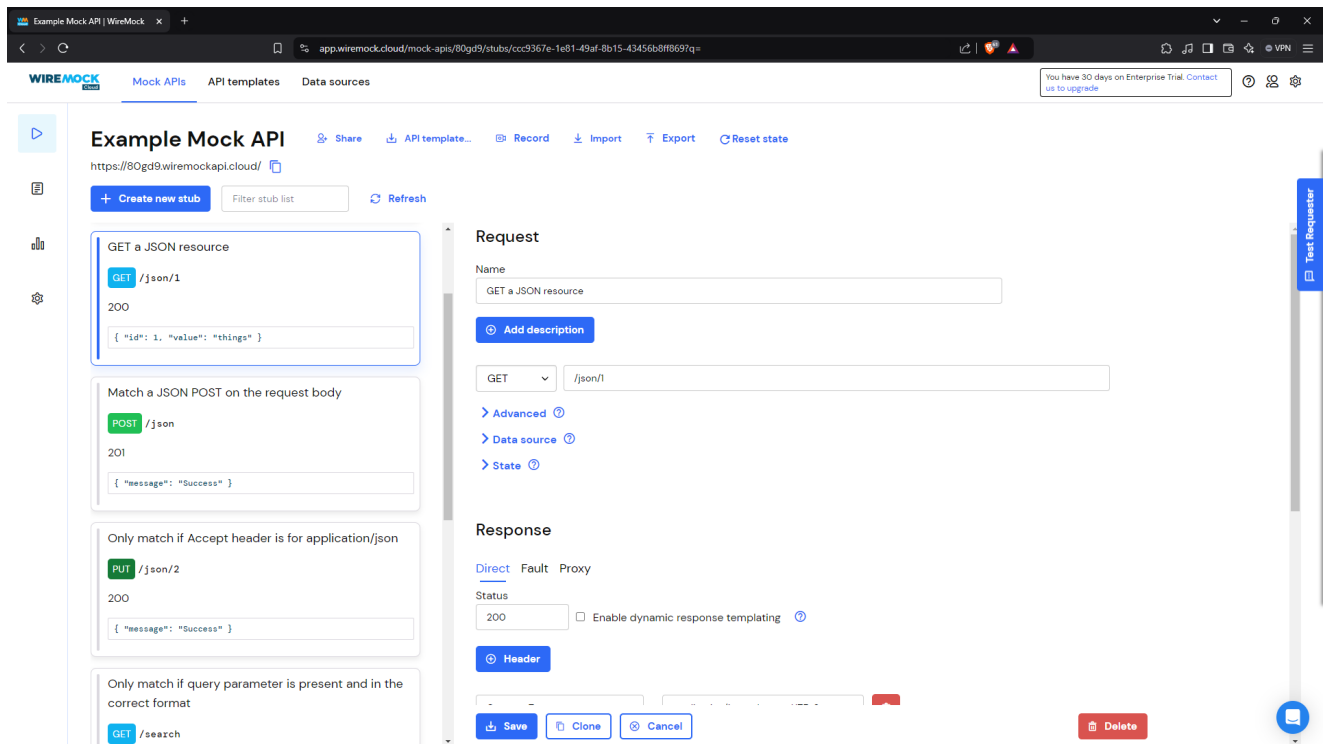 Example Mock API | WireMock
app.wiremock.cloud/mock-apis/80gd9/stubs/ccc9367e-1e81-49af-8b15-43456b8ff869?q=
VPN
WIREMOCK
Cloud
Mock APIs
API templates
Data sources
You have 30 days on Enterprise Trial. Contact
us to upgrade
Example Mock API
Share
API template...
Record
Import
Export
Reset state
https://80gd9.wiremockapi.cloud/
Create new stub
Filter stub list
Refresh
GET a JSON resource
GET /json/1
200
{ "id": 1, "value": "things" }
Match a JSON POST on the request body
POST /json
201
{ "message": "Success" }
Only match if Accept header is for application/json
PUT /json/2
200
{ "message": "Success" }
Only match if query parameter is present and in the
correct format
GET /search
Request
Name
GET a JSON resource
Add description
GET
/json/1
Advanced
Data source
State
Response
Direct Fault Proxy
Status
200
Enable dynamic response templating
Header
Save
Clone
Cancel
Delete
Test Requester